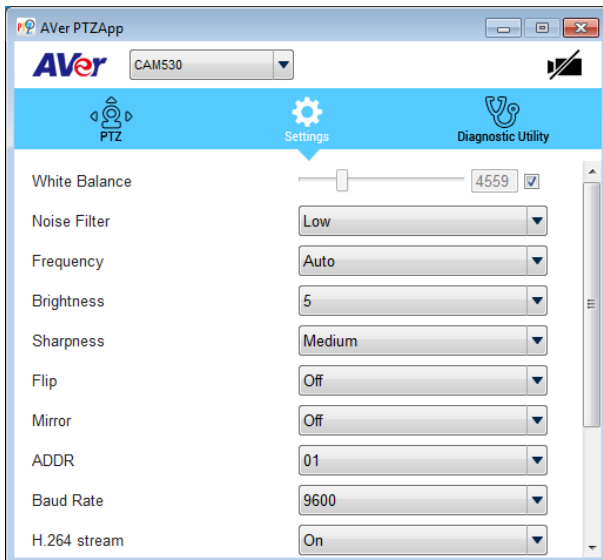 AVer PTZApp
AVer CAM530
PTZ Settings Diagnostic Utility
White Balance 4559
Noise Filter Low
Frequency Auto
Brightness 5
Sharpness Medium
Flip Off
Mirror Off
ADDR 01
Baud Rate 9600
H.264 stream On